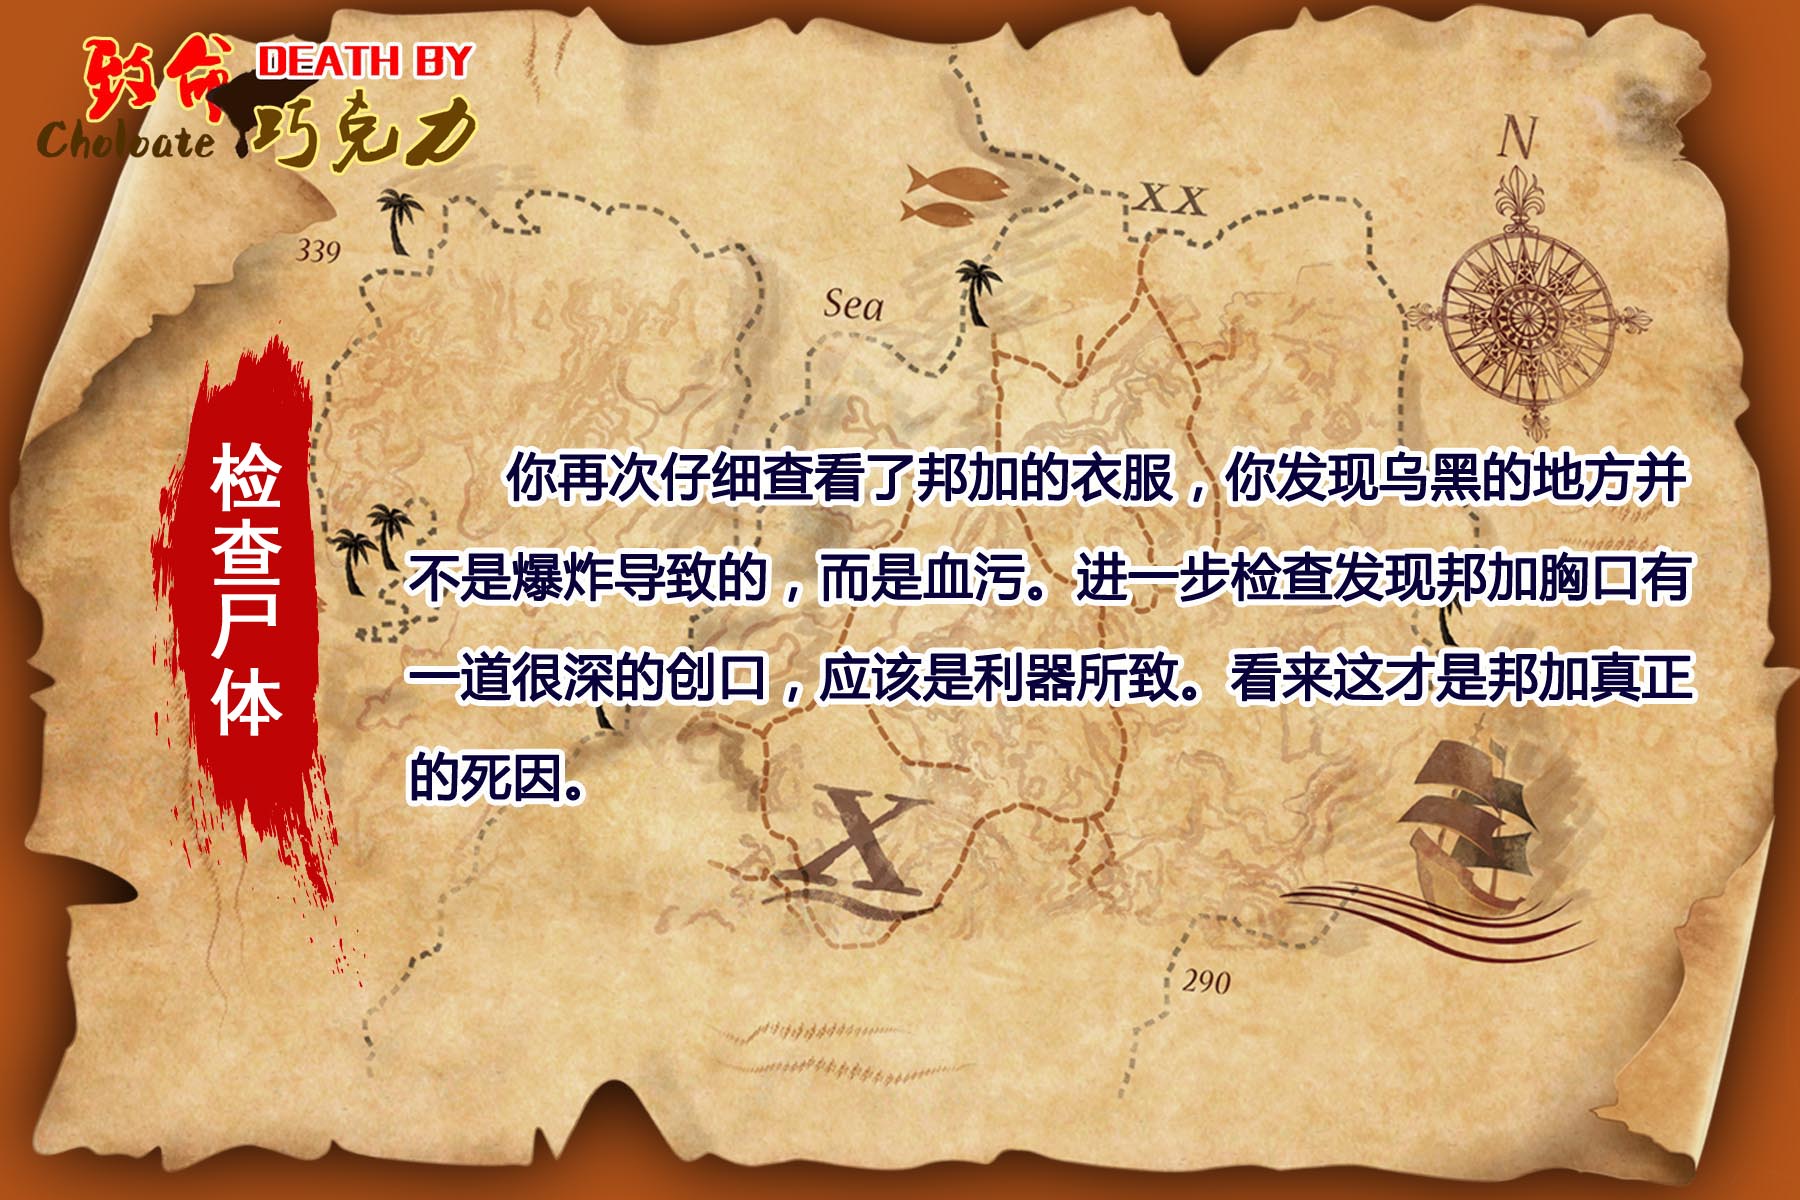 致命 DEATH BY
Choloate 巧克力
N
XX
339
Sea
检查尸体
你再次仔细查看了邦加的衣服，你发现乌黑的地方并
不是爆炸导致的，而是血污。进一步检查发现邦加胸口有
一道很深的创口，应该是利器所致。看来这才是邦加真正
的死因。
X
290